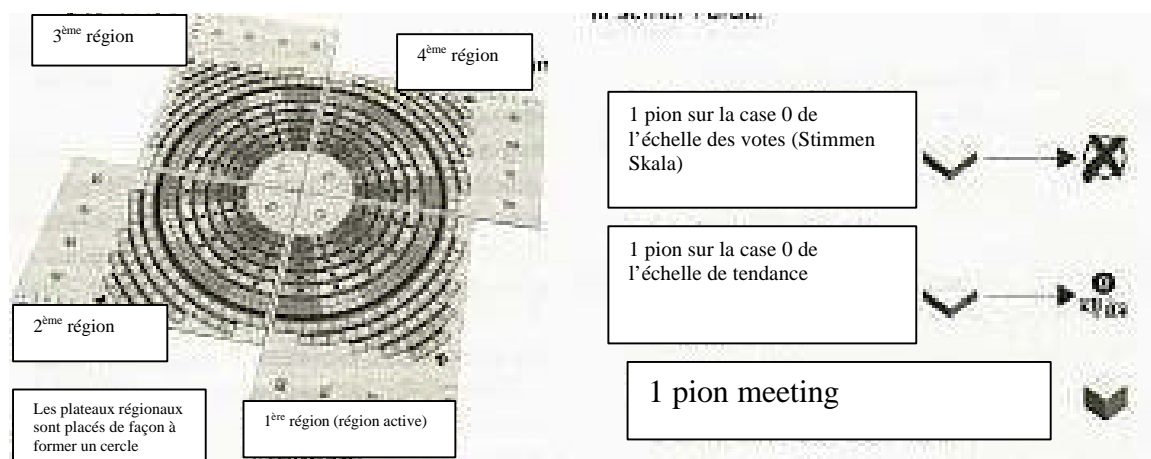 3ème région
4ème région
2ème région
Les plateaux régionaux
sont placés de façon à
former un cercle
1ère région (région active)
1 pion sur la case 0 de
l’échelle des votes (Stimmen
Skala)
1 pion sur la case 0 de
l’échelle de tendance
1 pion meeting